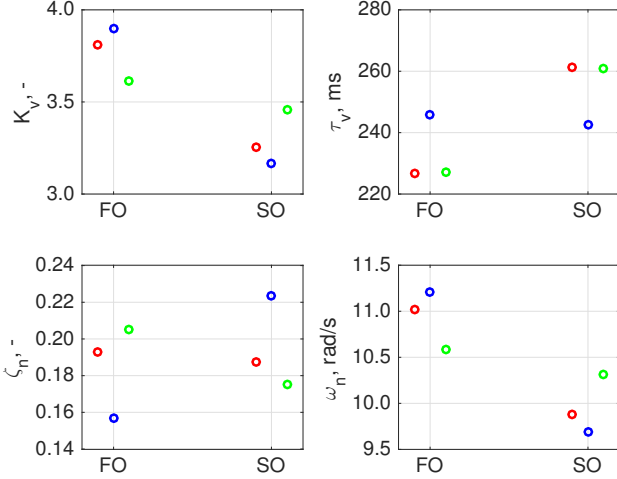 4.0
3.5
3.0
K_v, -
FO SO
280
260
240
220
τ_v, ms
FO SO
0.24
0.22
0.20
0.18
0.16
0.14
ζ_n, -
FO SO
11.5
11.0
10.5
10.0
9.5
ω_n, rad/s
FO SO